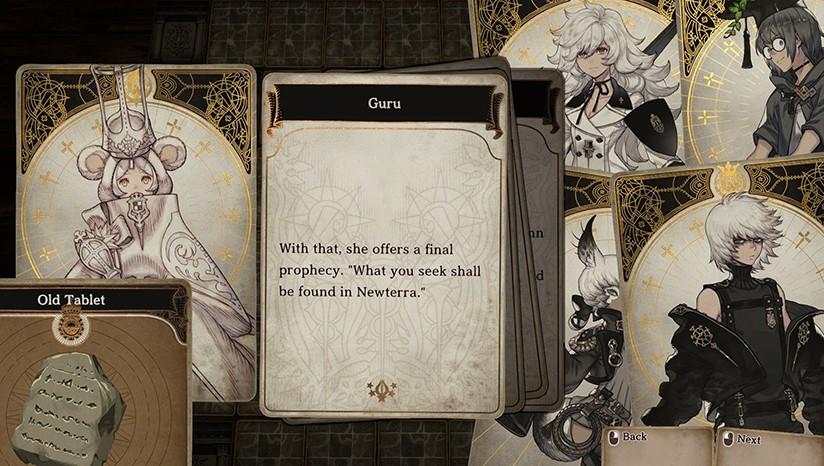 Guru
With that, she offers a final
prophecy. "What you seek shall
be found in Newterra."
Old Tablet
Back
Next